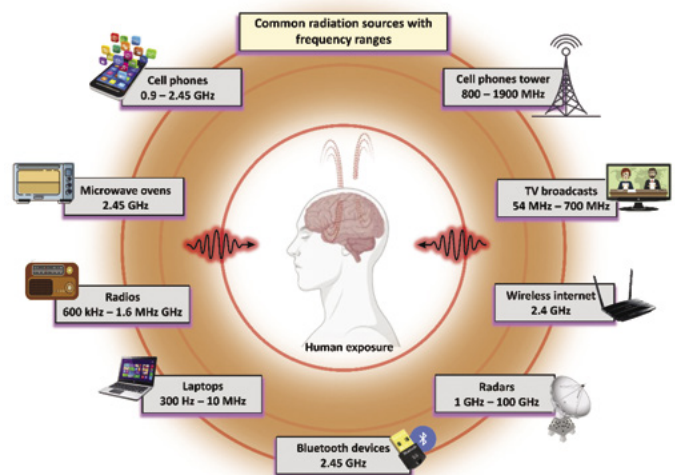 Common radiation sources with
frequency ranges
Cell phones
0.9 – 2.45 GHz
Cell phones tower
800 – 1900 MHz
Microwave ovens
2.45 GHz
TV broadcasts
54 MHz – 700 MHz
Radios
600 kHz – 1.6 MHz GHz
Wireless internet
2.4 GHz
Human exposure
Laptops
300 Hz – 10 MHz
Radars
1 GHz – 100 GHz
Bluetooth devices
2.45 GHz